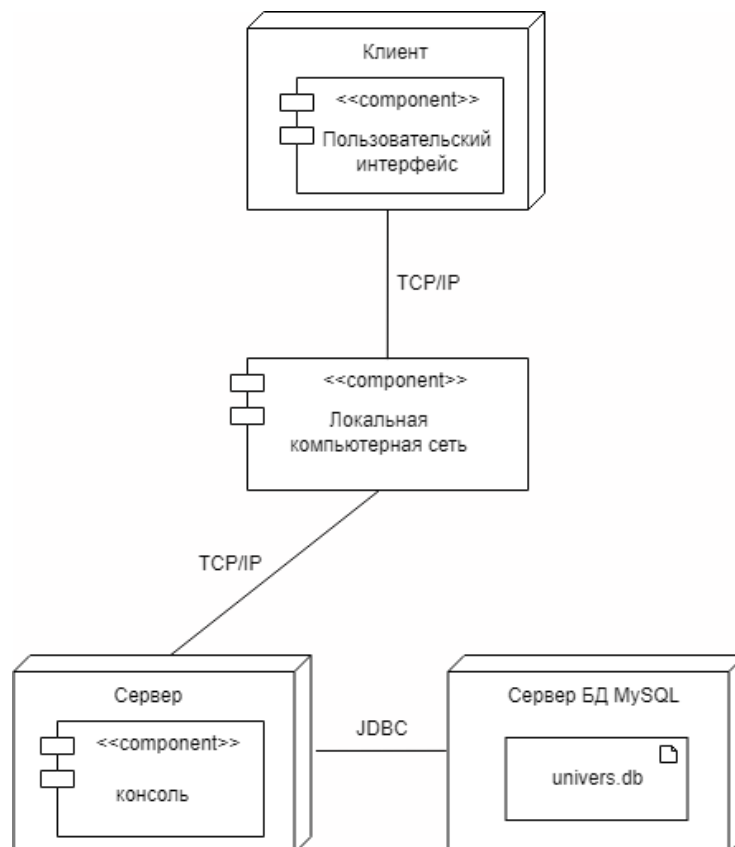 Клиент
<<component>>
Пользовательский
интерфейс
TCP/IP
<<component>>
Локальная
компьютерная сеть
TCP/IP
Сервер
<<component>>
консоль
JDBC
Сервер БД MySQL
univers.db